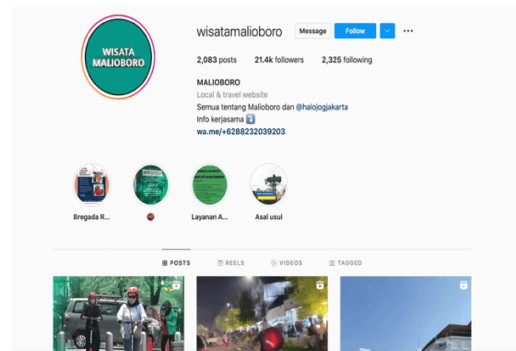 WISATA
MALIOBORO
wisatamalioboro Message Follow
2,083 posts 21.4k followers 2,325 following
MALIOBORO
Local & travel website
Semua tentang Malioboro dan @halojogjakarta
Info kerjasama
wa.me/+6288232039203
Bregada R... Layanan A... Asal usul
POSTS REELS VIDEOS TAGGED